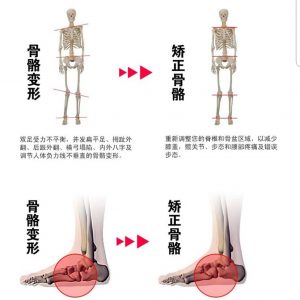 骨骼变形
矫正骨骼
双足受力不平衡、并发扁平足、拇趾外
翻、后跟外翻、横弓塌陷、内外八字及
调节人体负力线不垂直的骨骼变形。
重新调整您的脊椎和骨盆区域,以减少
膝盖,髋关节、步态和腰部疼痛及错误
步态。
骨骼变形
矫正骨骼